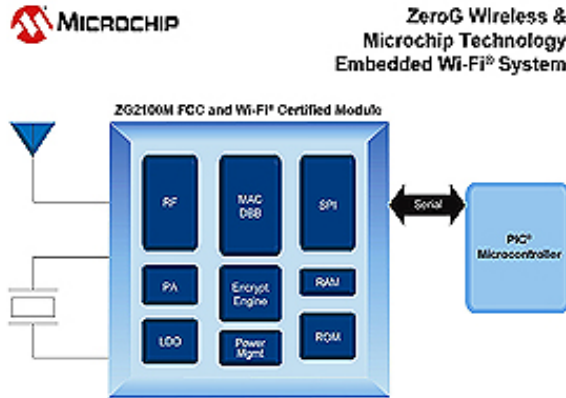 MICROCHIP
ZeroG Wireless &
Microchip Technology
Embedded Wi-Fi® System
ZG2100M FCC and Wi-Fi® Certified Module
RF
MAC
DBB
SPI
Serial
PIC®
Microcontroller
PA
Encrypt
Engine
RAM
LDO
Power
Mgmt
ROM